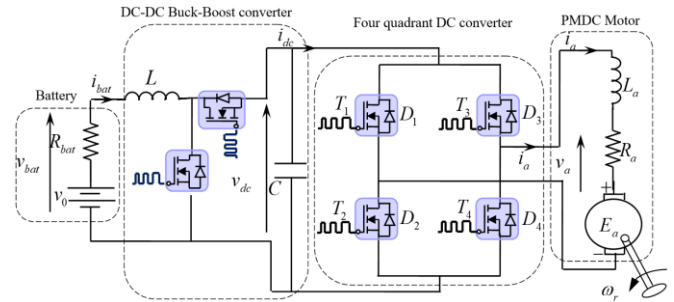 DC-DC Buck-Boost converter
Four quadrant DC converter
PMDC Motor
Battery
i_bat
L
i_dc
i_a
R_bat
v_bat
v_0
v_dc
C
T_1
D_1
T_3
D_3
T_2
D_2
T_4
D_4
i_a
v_a
L_a
R_a
+
E_a
−
ω_r